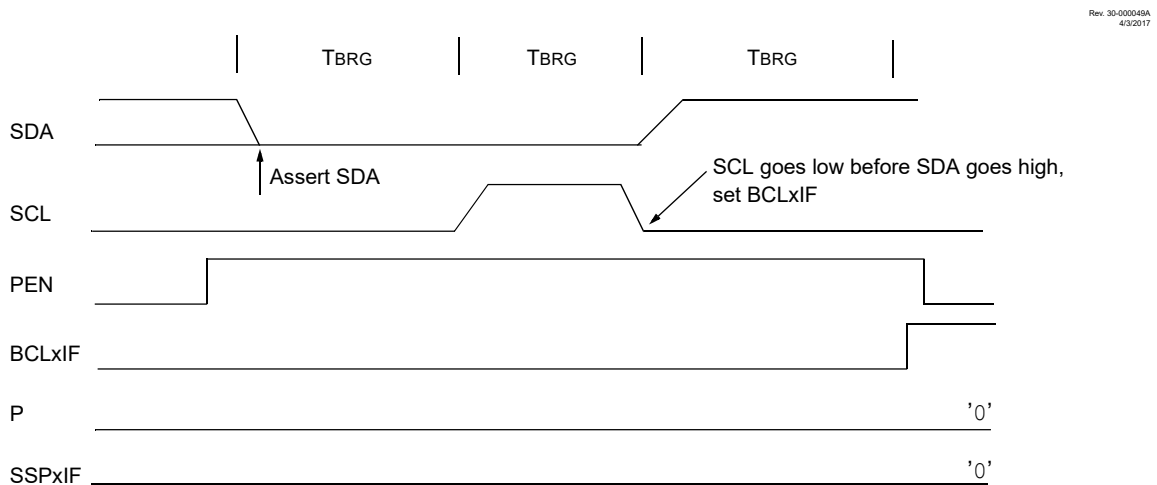 Rev. 30-000049A
4/3/2017
TBRG TBRG TBRG
SDA
Assert SDA
SCL goes low before SDA goes high,
set BCLxIF
SCL
PEN
BCLxIF
P '0'
SSPxIF '0'